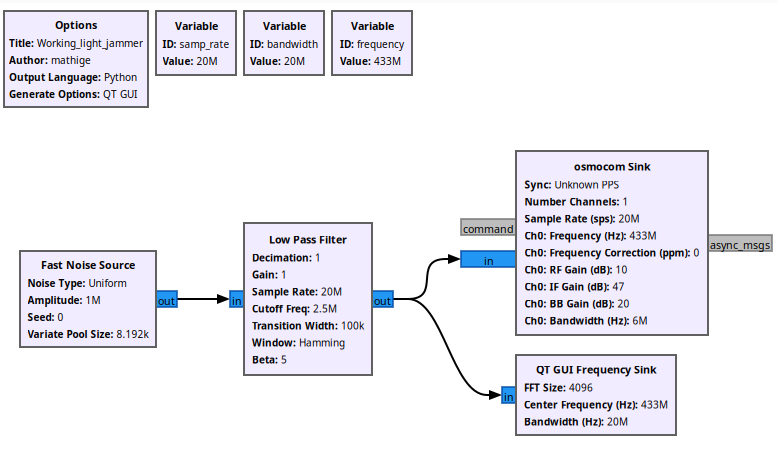 Options
Title: Working_light_jammer
Author: mathige
Output Language: Python
Generate Options: QT GUI
Variable
ID: samp_rate
Value: 20M
Variable
ID: bandwidth
Value: 20M
Variable
ID: frequency
Value: 433M
Fast Noise Source
Noise Type: Uniform
Amplitude: 1M
Seed: 0
Variate Pool Size: 8.192k
out
in
Low Pass Filter
Decimation: 1
Gain: 1
Sample Rate: 20M
Cutoff Freq: 2.5M
Transition Width: 100k
Window: Hamming
Beta: 5
out
command
in
osmocom Sink
Sync: Unknown PPS
Number Channels: 1
Sample Rate (sps): 20M
Ch0: Frequency (Hz): 433M
Ch0: Frequency Correction (ppm): 0
Ch0: RF Gain (dB): 10
Ch0: IF Gain (dB): 47
Ch0: BB Gain (dB): 20
Ch0: Bandwidth (Hz): 6M
async_msgs
in
QT GUI Frequency Sink
FFT Size: 4096
Center Frequency (Hz): 433M
Bandwidth (Hz): 20M